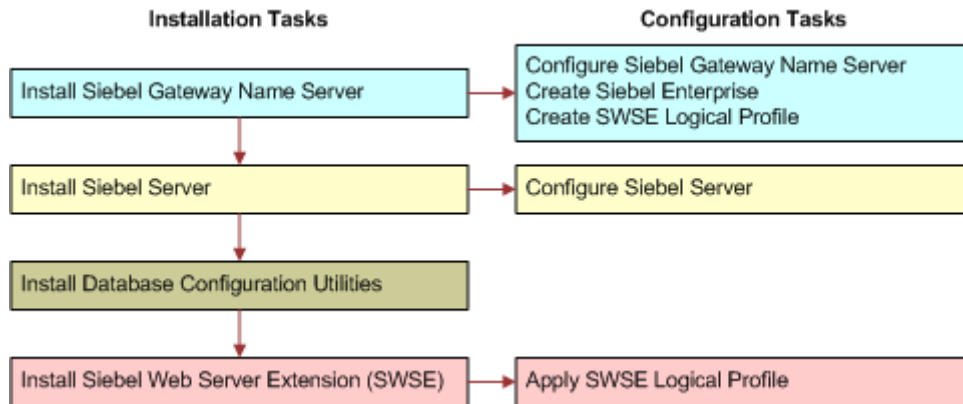 Installation Tasks
Configuration Tasks
Install Siebel Gateway Name Server
Configure Siebel Gateway Name Server
Create Siebel Enterprise
Create SWSE Logical Profile
Install Siebel Server
Configure Siebel Server
Install Database Configuration Utilities
Install Siebel Web Server Extension (SWSE)
Apply SWSE Logical Profile